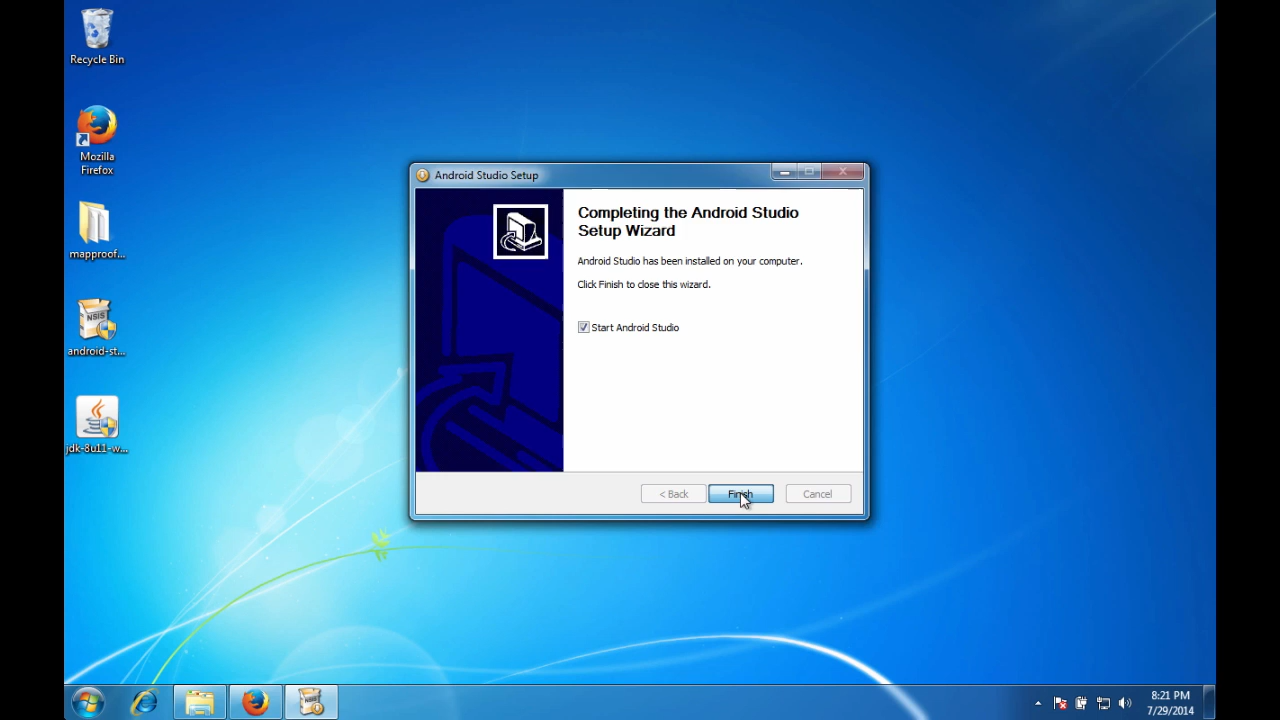 Recycle Bin
Mozilla
Firefox
mapproof...
NSIS
android-st...
jdk-8u11-w...
Android Studio Setup
Completing the Android Studio
Setup Wizard
Android Studio has been installed on your computer.
Click Finish to close this wizard.
Start Android Studio
< Back
Finish
Cancel
8:21 PM
7/29/2014